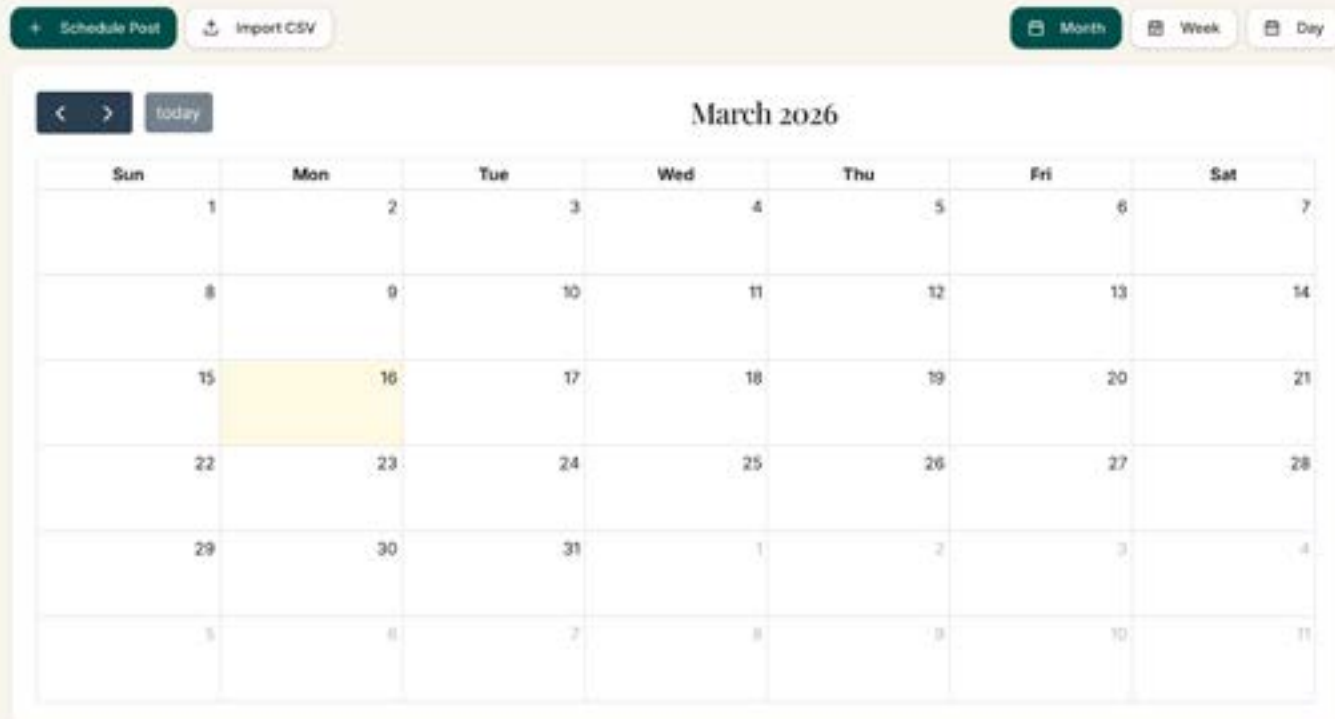 + Schedule Post Import CSV Month Week Day
< > today March 2026
Sun Mon Tue Wed Thu Fri Sat
1 2 3 4 5 6 7
8 9 10 11 12 13 14
15 16 17 18 19 20 21
22 23 24 25 26 27 28
29 30 31 1 2 3 4
5 6 7 8 9 10 11